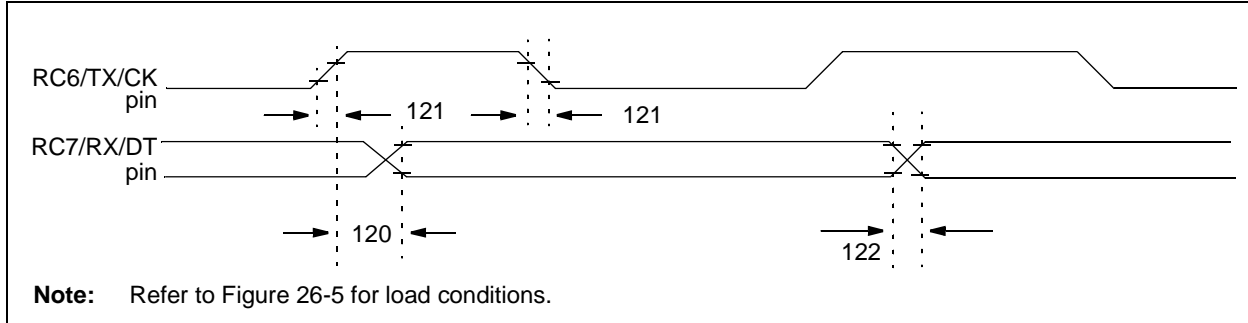 RC6/TX/CK
pin
121
121
RC7/RX/DT
pin
120
122
Note: Refer to Figure 26-5 for load conditions.